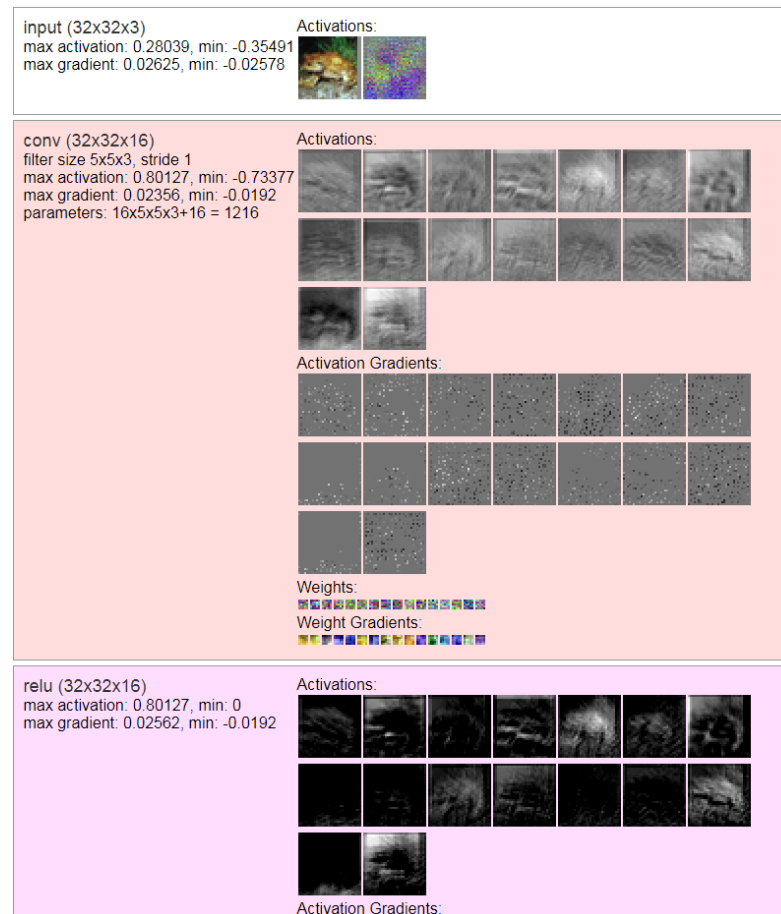 input (32x32x3)
max activation: 0.28039, min: -0.35491
max gradient: 0.02625, min: -0.02578
Activations:
conv (32x32x16)
filter size 5x5x3, stride 1
max activation: 0.80127, min: -0.73377
max gradient: 0.02356, min: -0.0192
parameters: 16x5x5x3+16 = 1216
Activations:
Activation Gradients:
Weights:
Weight Gradients:
relu (32x32x16)
max activation: 0.80127, min: 0
max gradient: 0.02562, min: -0.0192
Activations:
Activation Gradients: